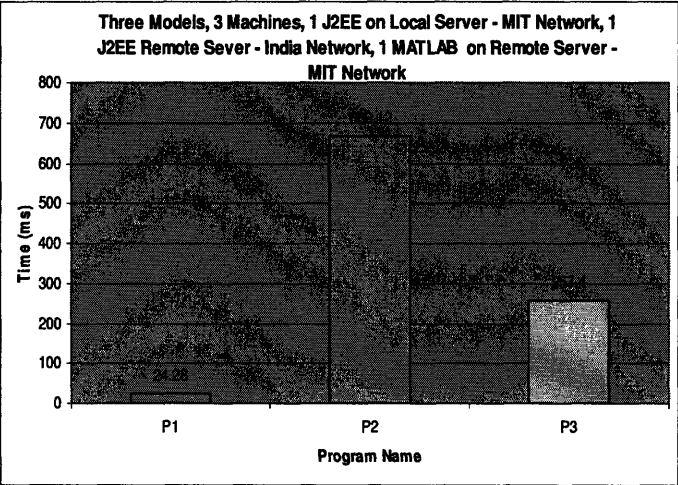 Three Models, 3 Machines, 1 J2EE on Local Server - MIT Network, 1
J2EE Remote Sever - India Network, 1 MATLAB on Remote Server -
MIT Network
800
700
600
500
400
300
200
100
0
Time (ms)
24.28
P1
P2
P3
Program Name